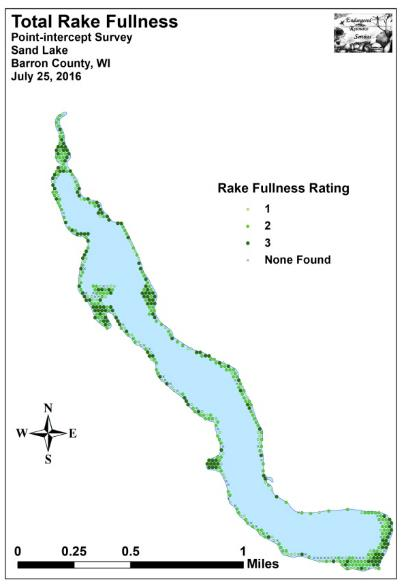 Total Rake Fullness
Point-intercept Survey
Sand Lake
Barron County, WI
July 25, 2016
Endangered
Resource
Services
Rake Fullness Rating
1
2
3
None Found
N
W E
S
0 0.25 0.5 1
Miles